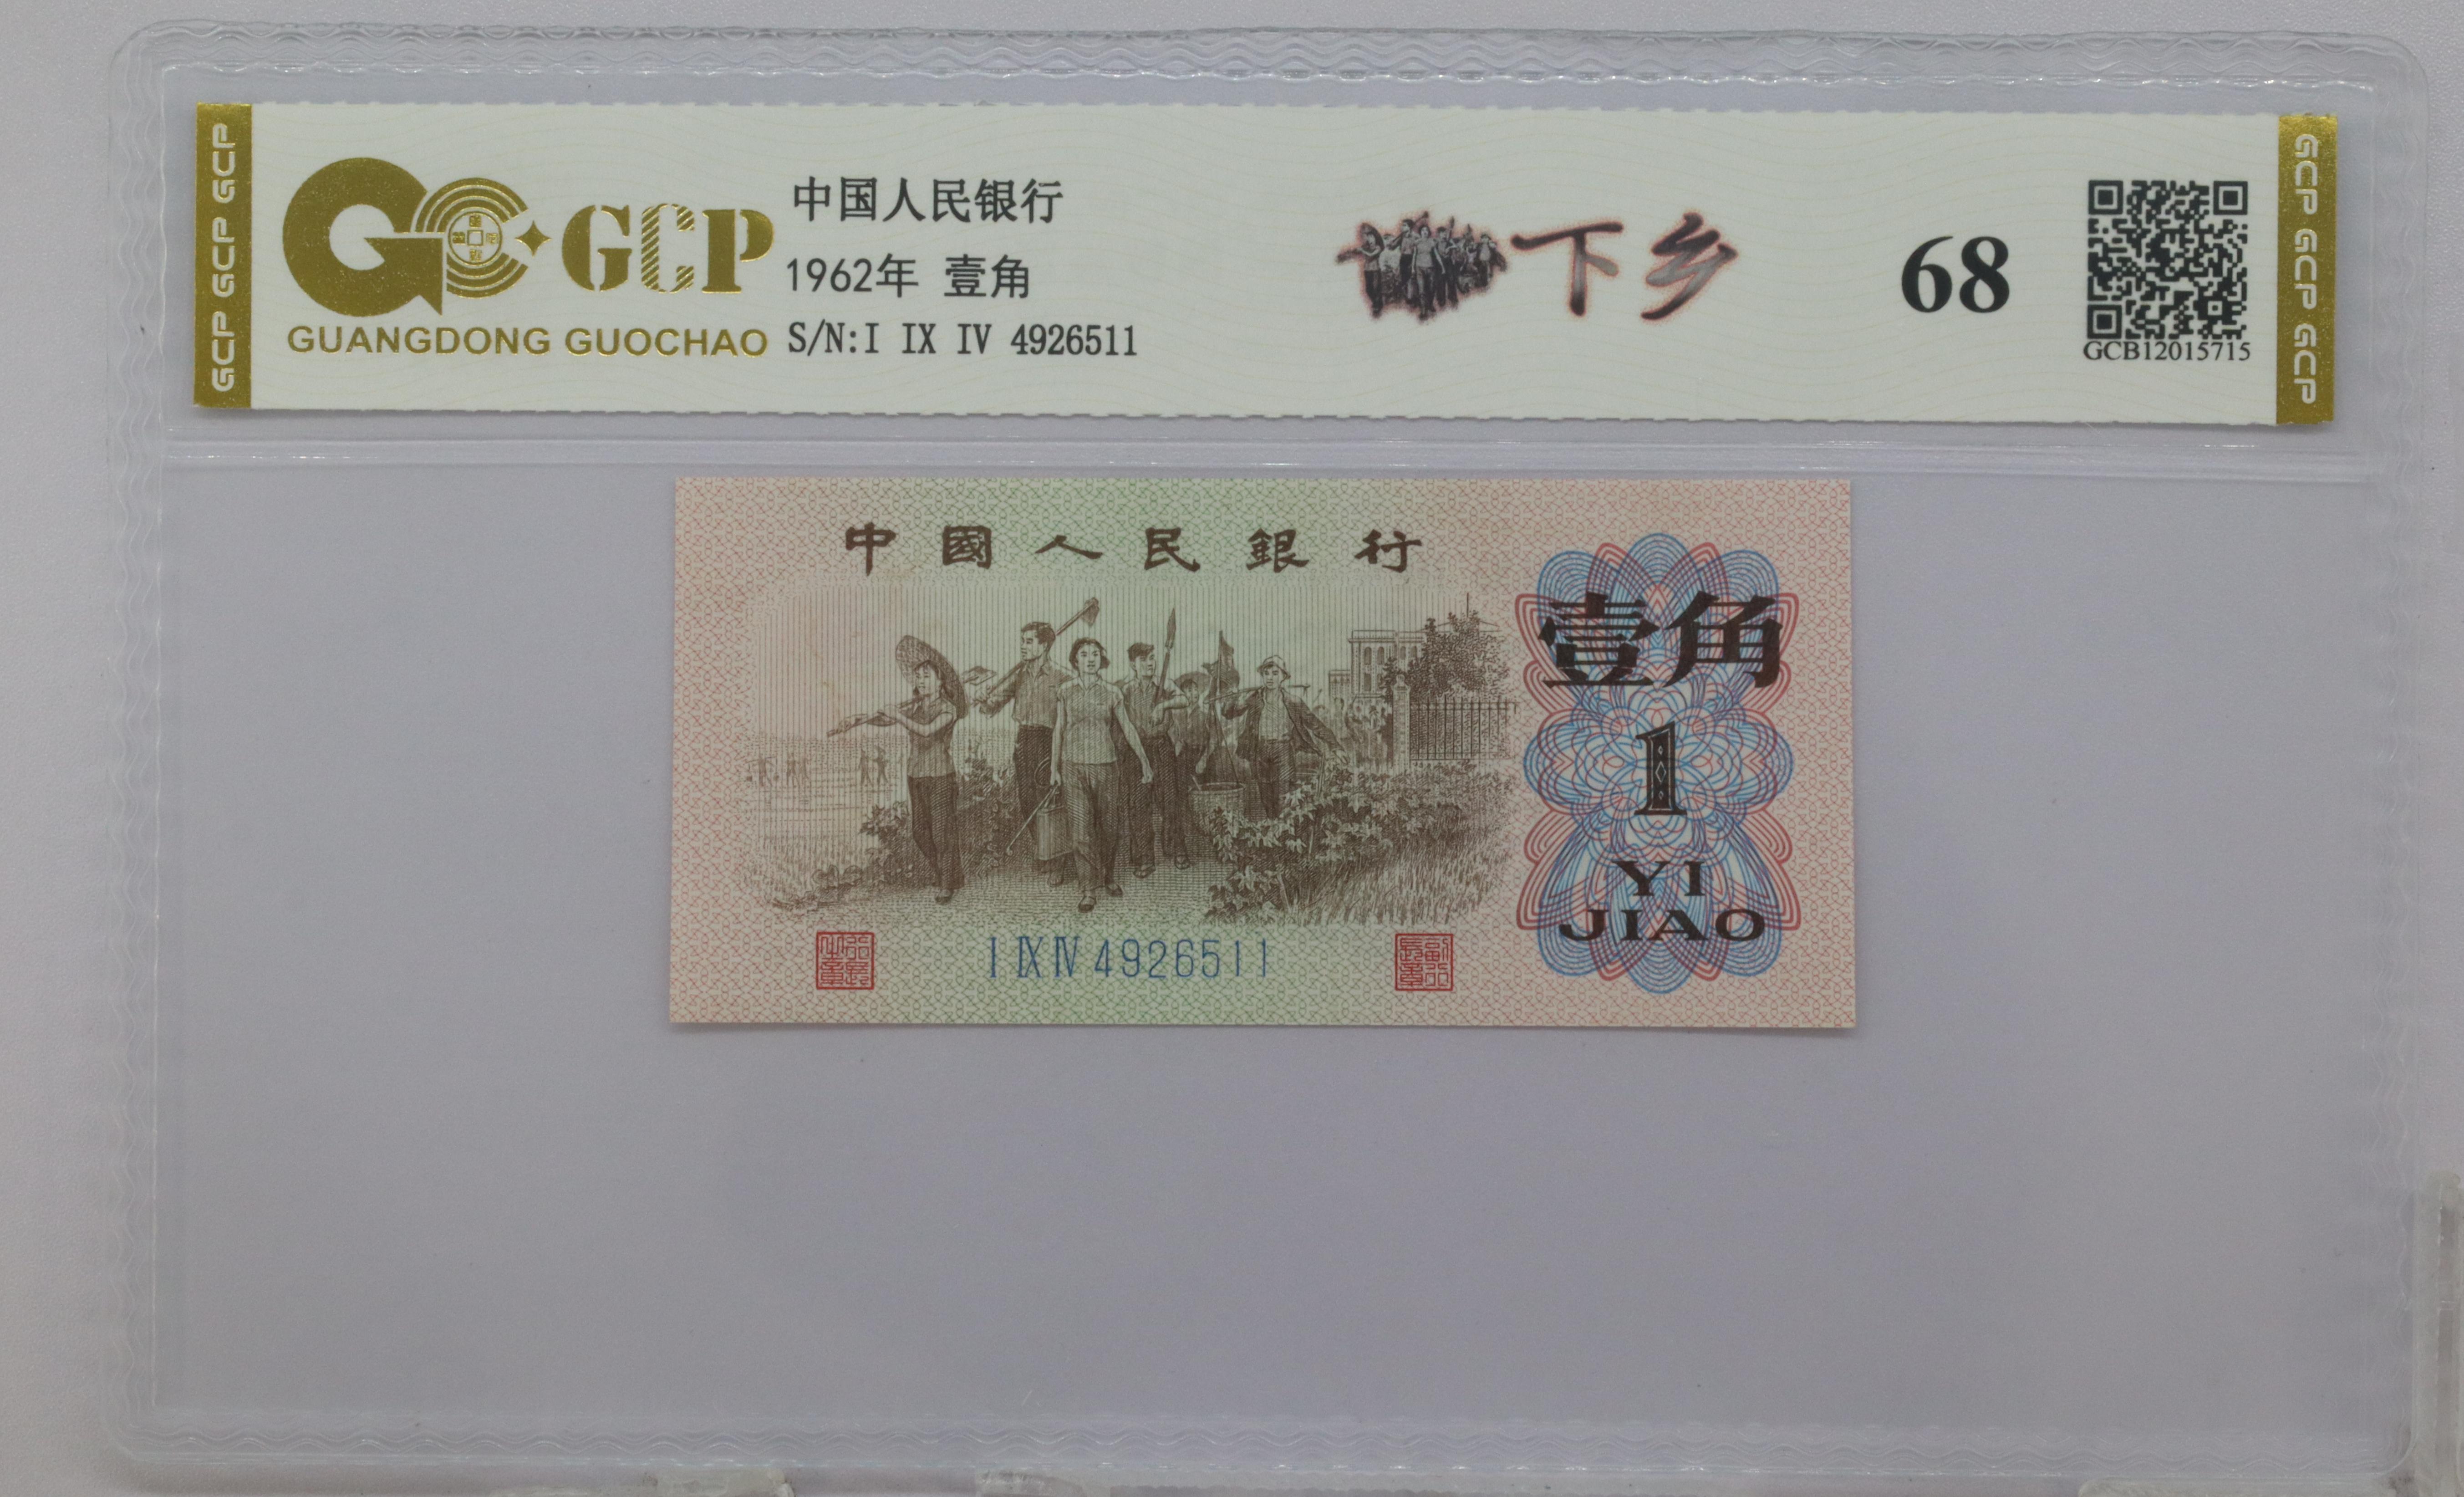 GCP GCP GCP
GCP
GUANGDONG GUOCHAO
中国人民银行
1962年 壹角
S/N:I IX IV 4926511
下乡
68
GCB12015715
GCP GCP GCP
中國人民銀行
壹角
1
YI
JIAO
I IX IV 4926511